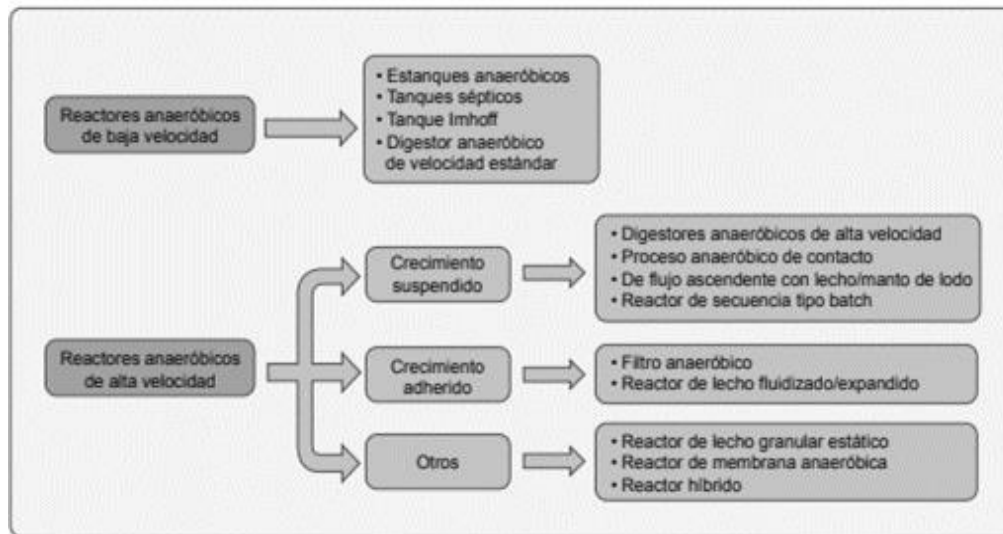 Reactores anaeróbicos
de baja velocidad
• Estanques anaeróbicos
• Tanques sépticos
• Tanque Imhoff
• Digestor anaeróbico
de velocidad estándar
Reactores anaeróbicos
de alta velocidad
Crecimiento
suspendido
• Digestores anaeróbicos de alta velocidad
• Proceso anaeróbico de contacto
• De flujo ascendente con lecho/manto de lodo
• Reactor de secuencia tipo batch
Crecimiento
adherido
• Filtro anaeróbico
• Reactor de lecho fluidizado/expandido
Otros
• Reactor de lecho granular estático
• Reactor de membrana anaeróbica
• Reactor híbrido